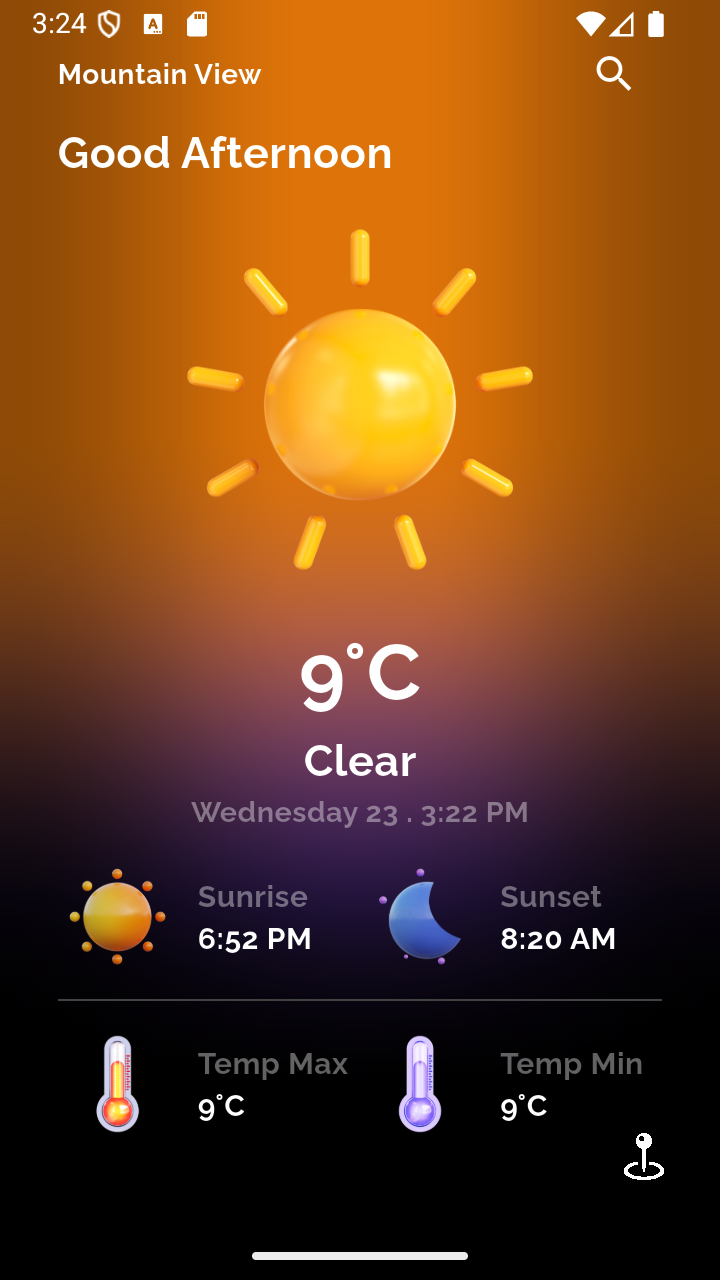 3:24
Mountain View
Good Afternoon
9°C
Clear
Wednesday 23 . 3:22 PM
Sunrise
6:52 PM
Sunset
8:20 AM
Temp Max
9°C
Temp Min
9°C